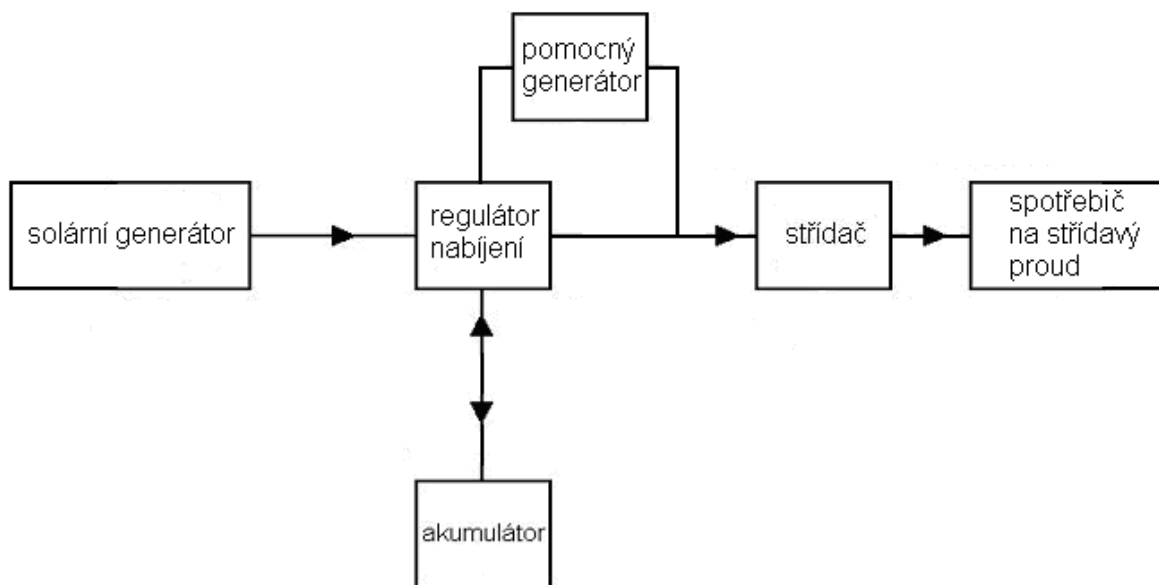 pomocný
generátor
solární generátor
regulátor
nabíjení
střídač
spotřebič
na střídavý
proud
akumulátor